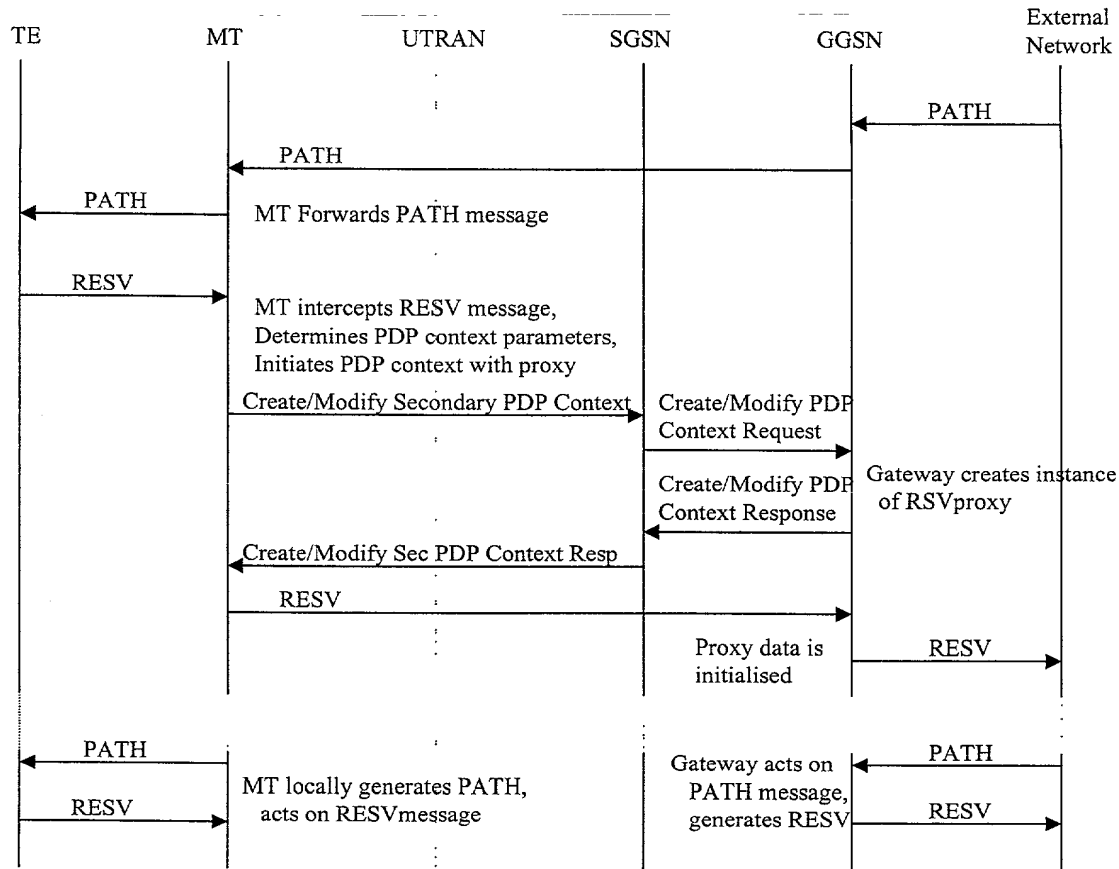 TE MT UTRAN SGSN GGSN External
Network
PATH
PATH
PATH
MT Forwards PATH message
RESV
MT intercepts RESV message,
Determines PDP context parameters,
Initiates PDP context with proxy
Create/Modify Secondary PDP Context
Create/Modify PDP
Context Request
Gateway creates instance
of RSVproxy
Create/Modify PDP
Context Response
Create/Modify Sec PDP Context Resp
RESV
Proxy data is
initialised
RESV
PATH
MT locally generates PATH,
acts on RESVmessage
RESV
Gateway acts on
PATH message,
generates RESV
PATH
RESV